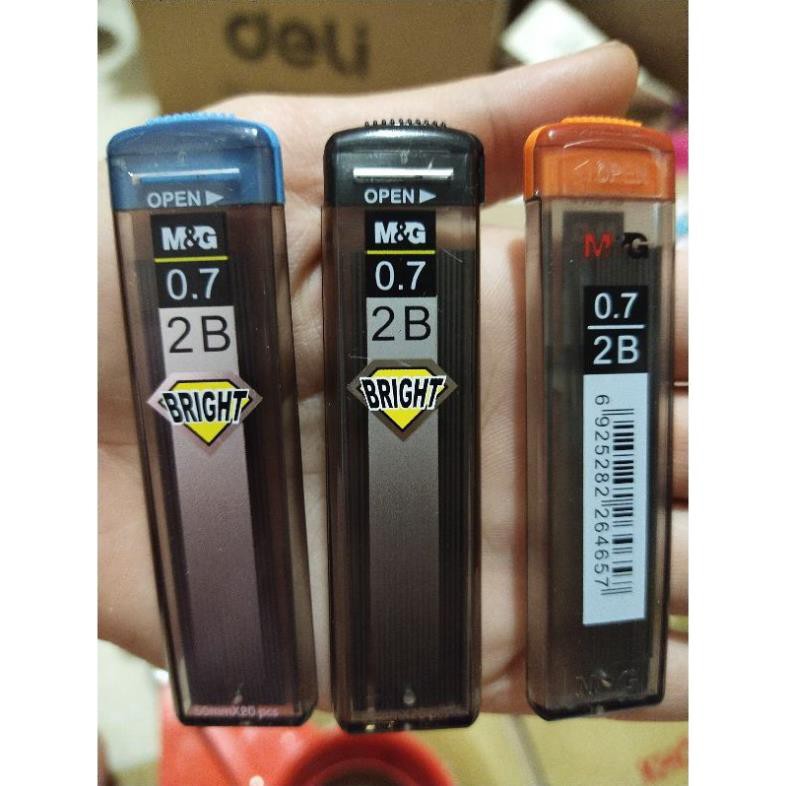 deli
OPEN ▶
M&G
0.7
2B
BRIGHT
60mmX20 pcs
OPEN ▶
M&G
0.7
2B
BRIGHT
OPEN
M&G
0.7
2B
6 925282 264657
M&G